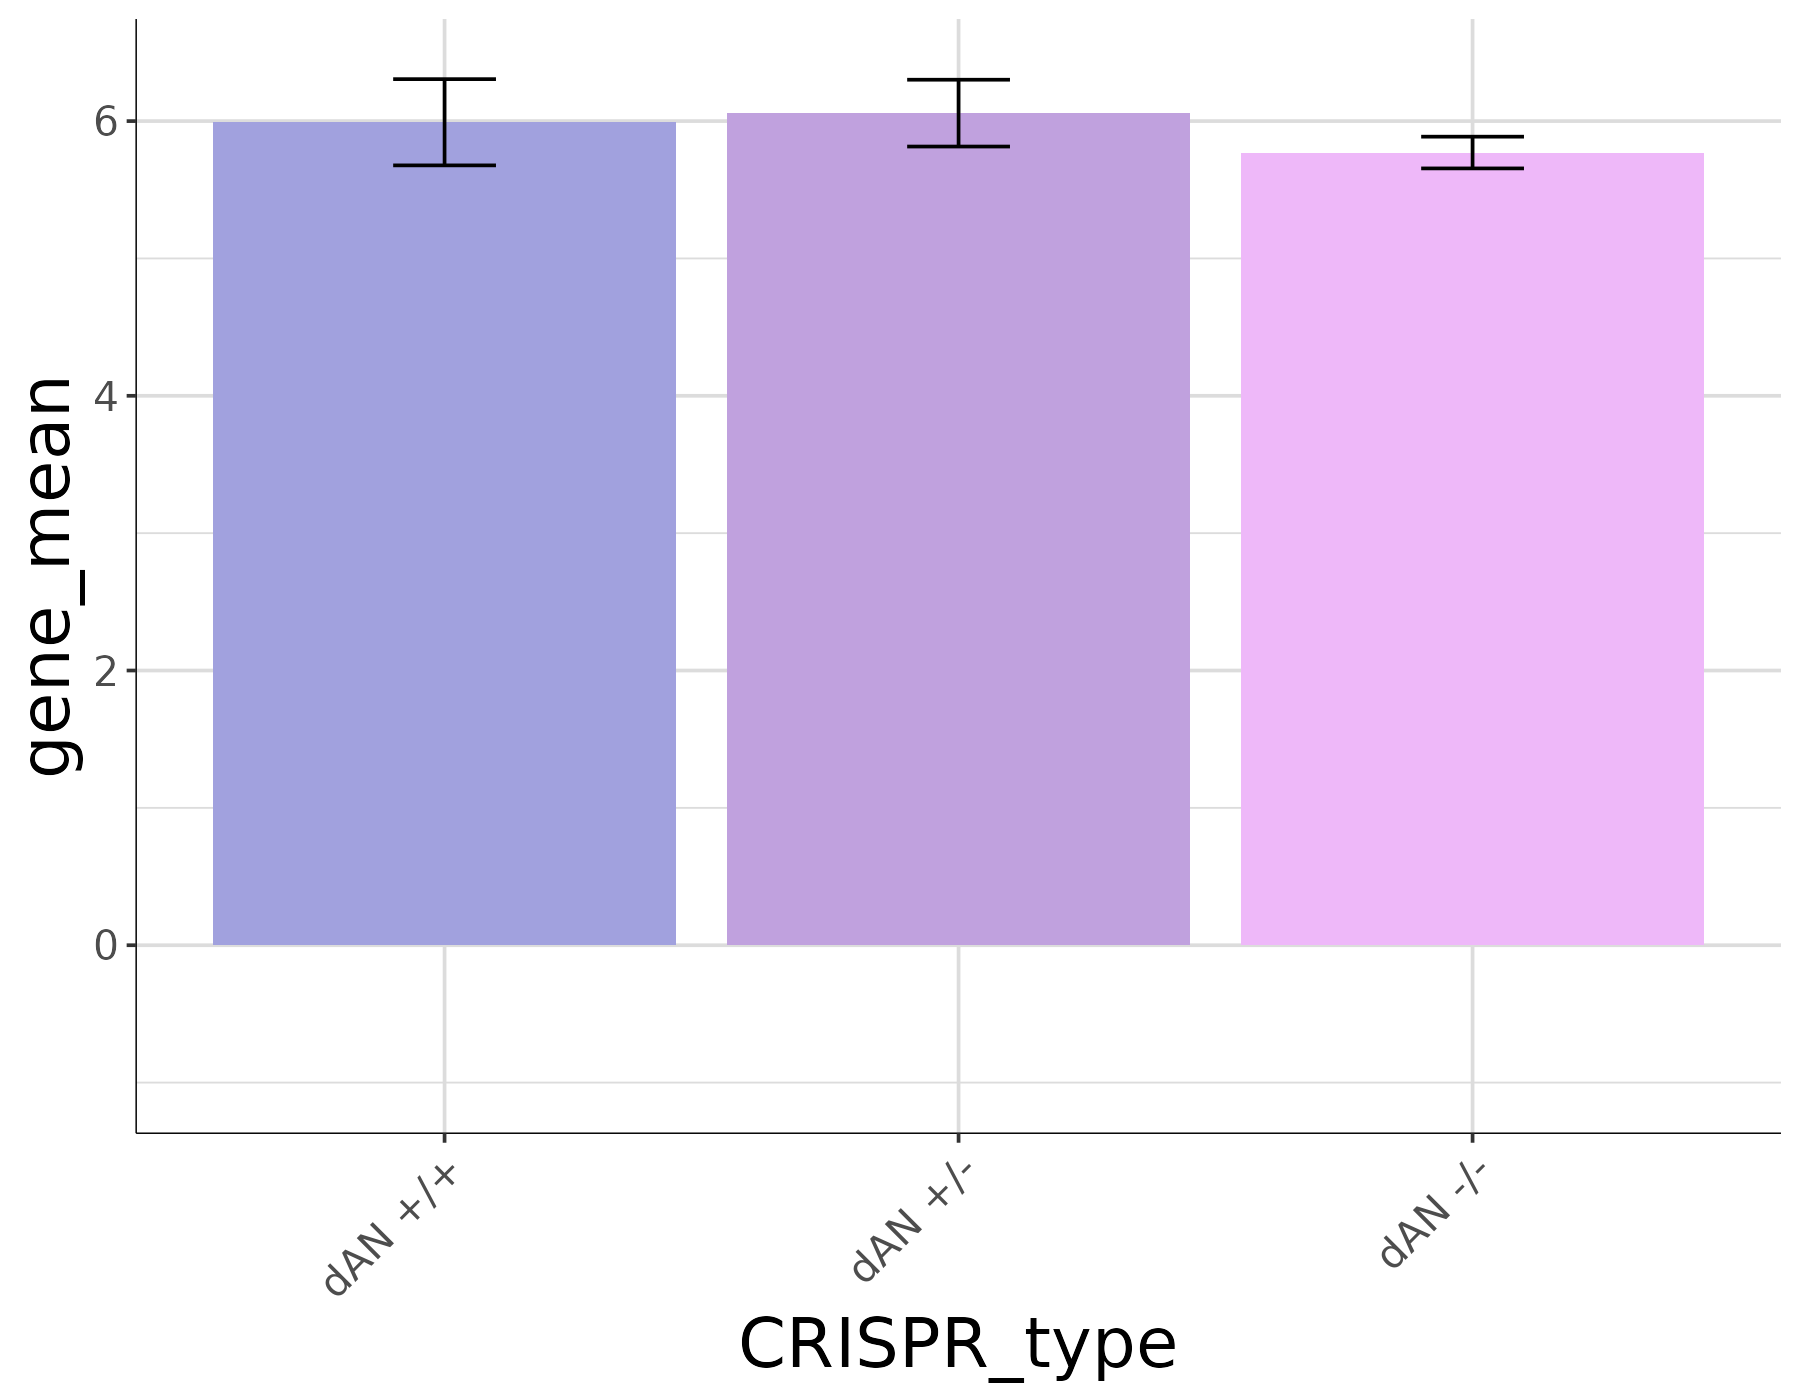 gene_mean
6
4
2
0
dAN +/+
dAN +/-
dAN -/-
CRISPR_type